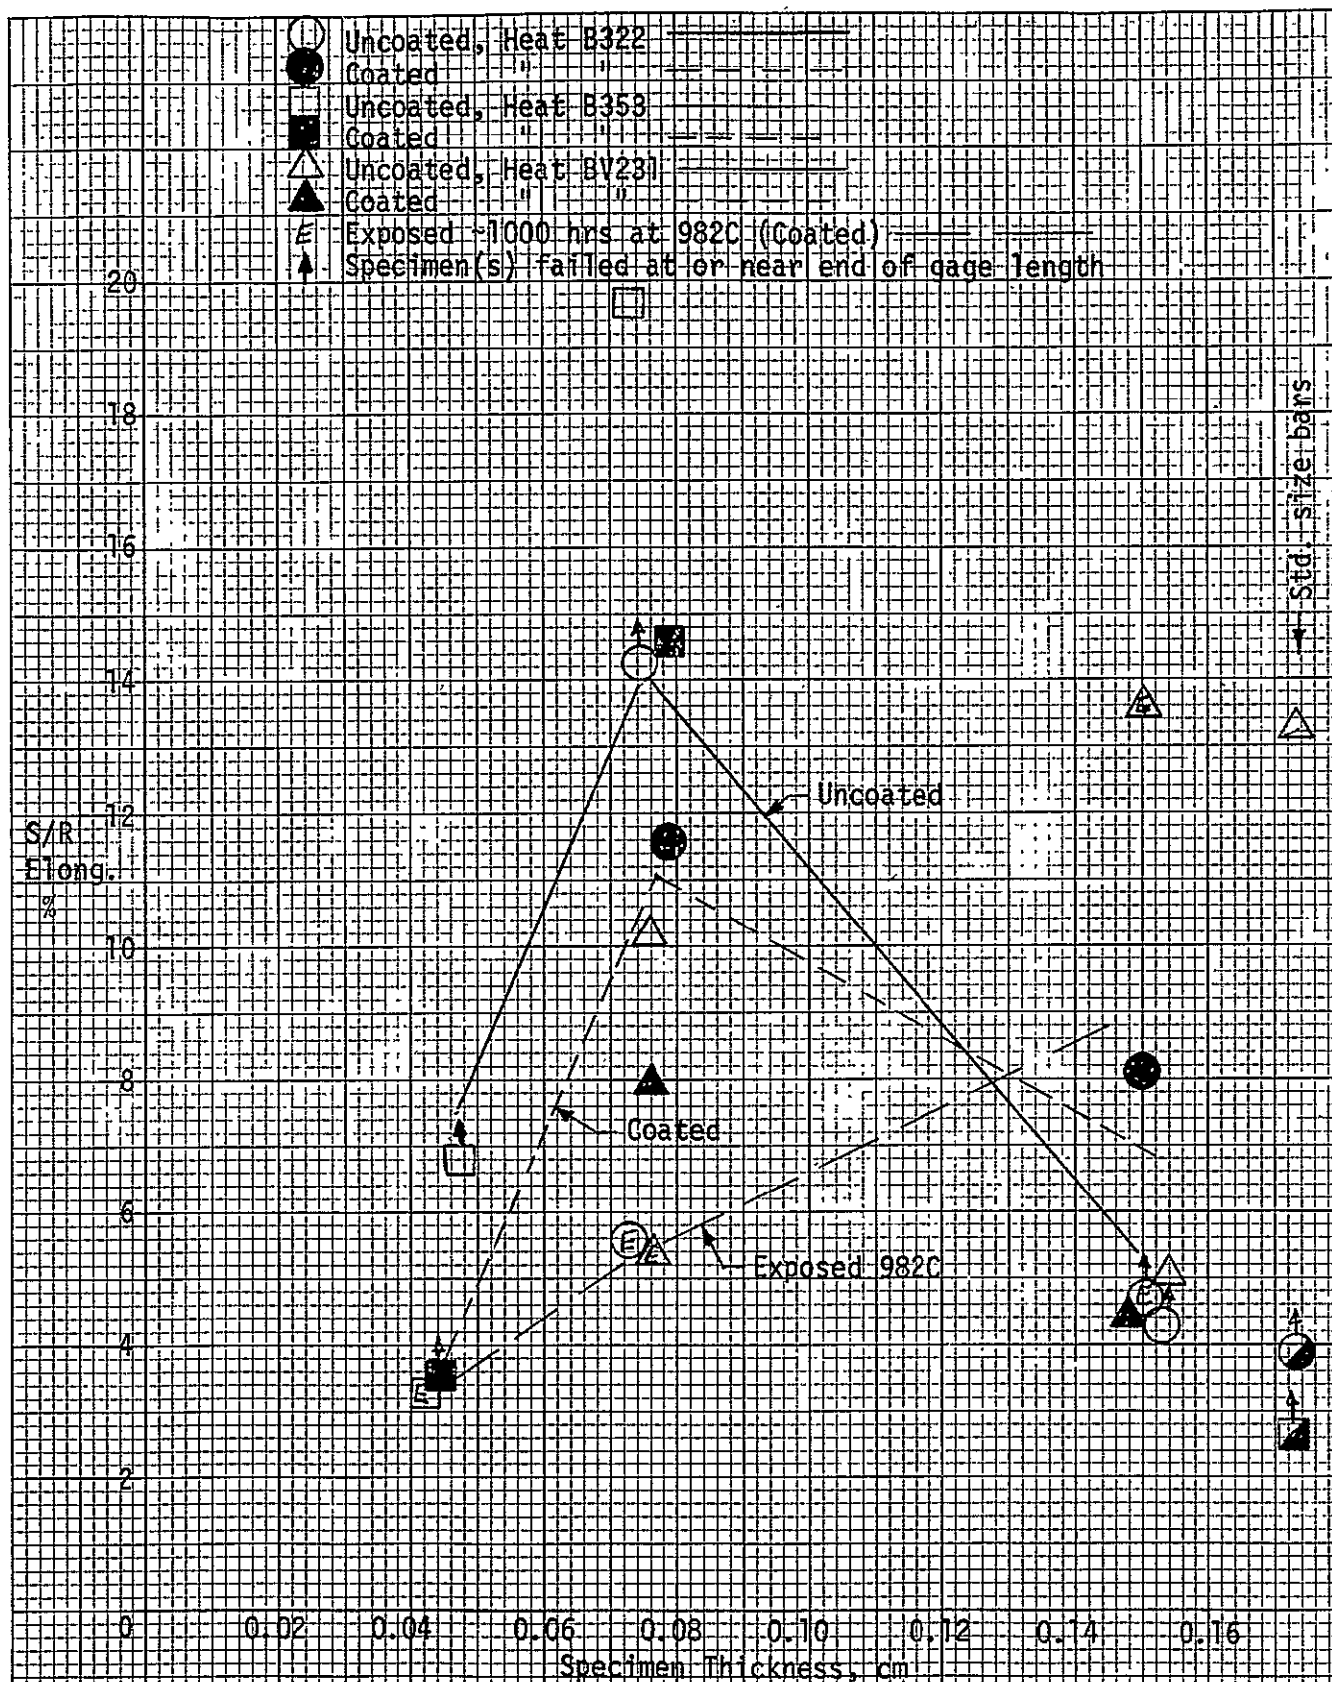 Uncoated, Heat B322
Coated " "
Uncoated, Heat B353
Coated " "
Uncoated, Heat BV231
Coated " "
E Exposed ~1000 hrs at 982C (Coated)
Specimen(s) failed at or near end of gage length
20
18
16
14
12
10
8
6
4
2
0
S/R
Elong.
%
Std. size bars
Uncoated
Coated
Exposed 982C
E
E
E
E
E
0.02 0.04 0.06 0.08 0.10 0.12 0.14 0.16
Specimen Thickness, cm